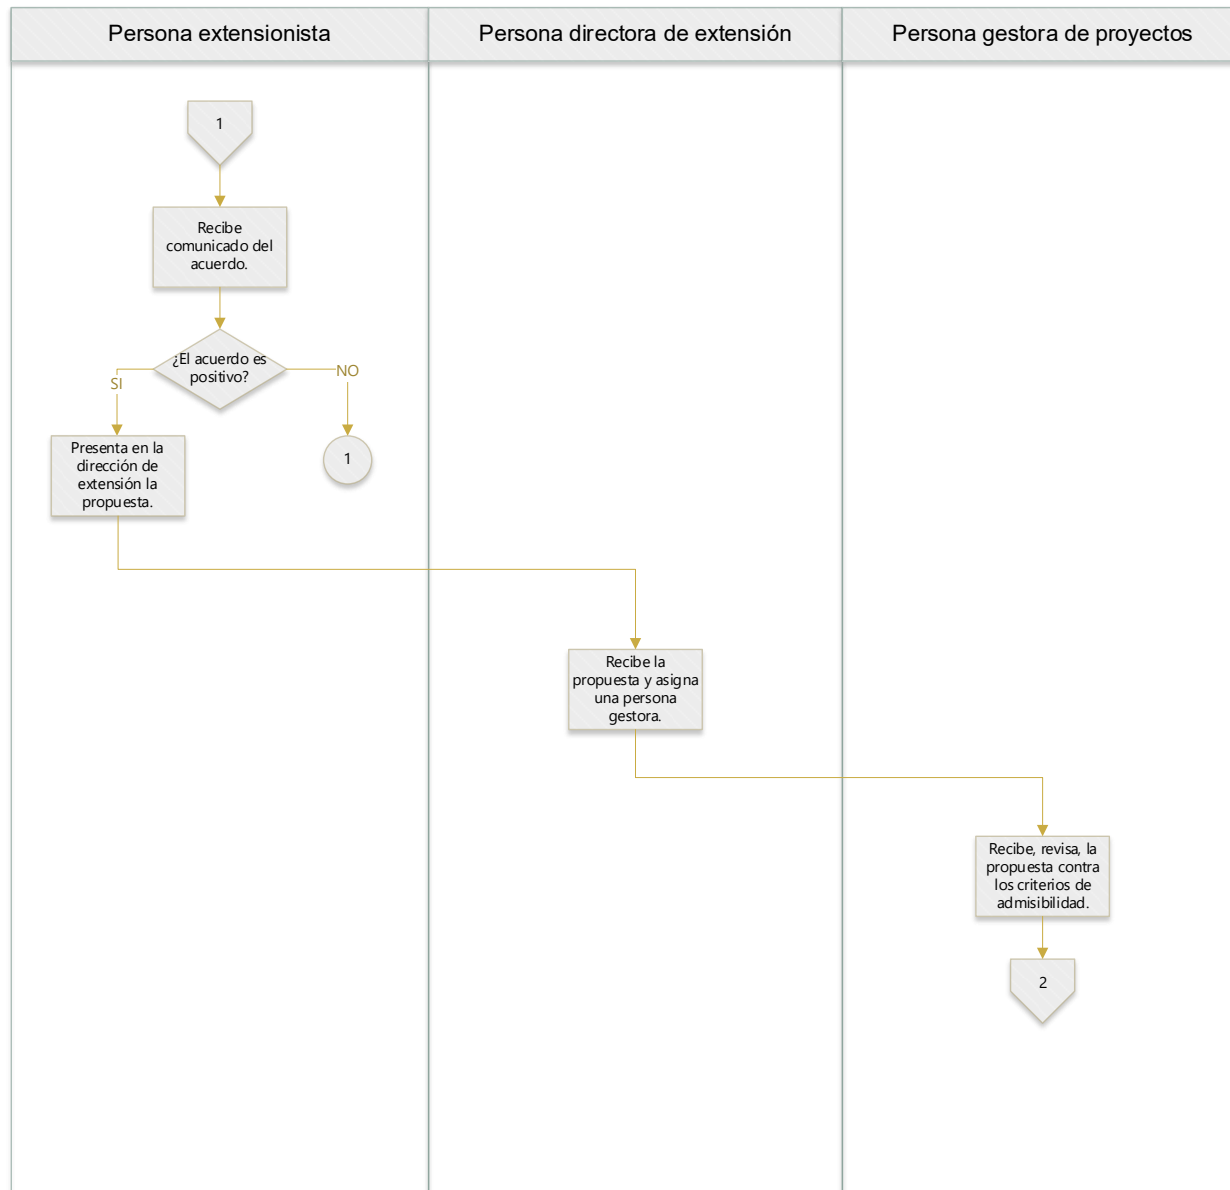 Persona extensionista
Persona directora de extensión
Persona gestora de proyectos
1
Recibe
comunicado del
acuerdo.
¿El acuerdo es
positivo?
SI
NO
Presenta en la
dirección de
extensión la
propuesta.
1
Recibe la
propuesta y asigna
una persona
gestora.
Recibe, revisa, la
propuesta contra
los criterios de
admisibilidad.
2